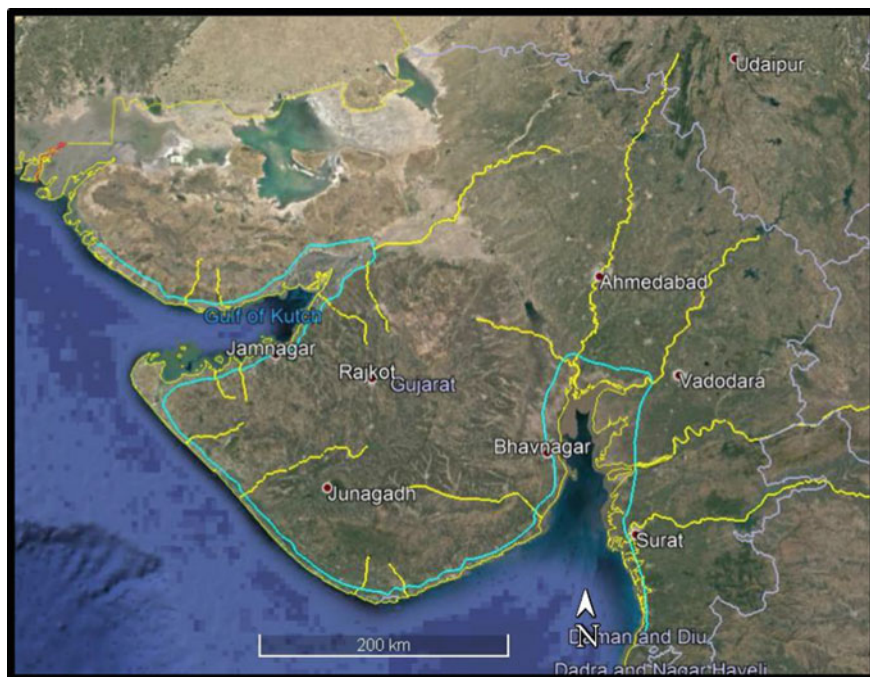 Udaipur
Ahmedabad
Gulf of Kutch
Jamnagar
Rajkot
Gujarat
Vadodara
Bhavnagar
Junagadh
Surat
N
200 km
Daman and Diu
Dadra and Nagar Haveli